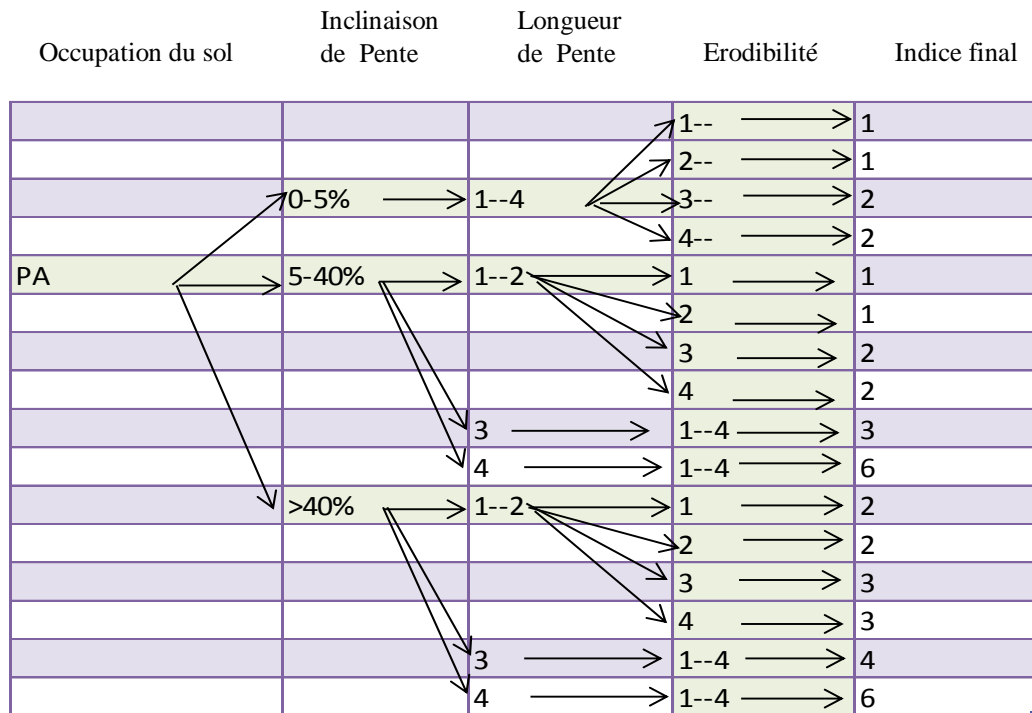 Occupation du sol Inclinaison de Pente Longueur de Pente Erodibilité Indice final
1-- 1
2-- 1
0-5% 1--4 3-- 2
4-- 2
PA 5-40% 1--2 1 1
2 1
3 2
4 2
3 1--4 3
4 1--4 6
>40% 1--2 1 2
2 2
3 3
4 3
3 1--4 4
4 1--4 6